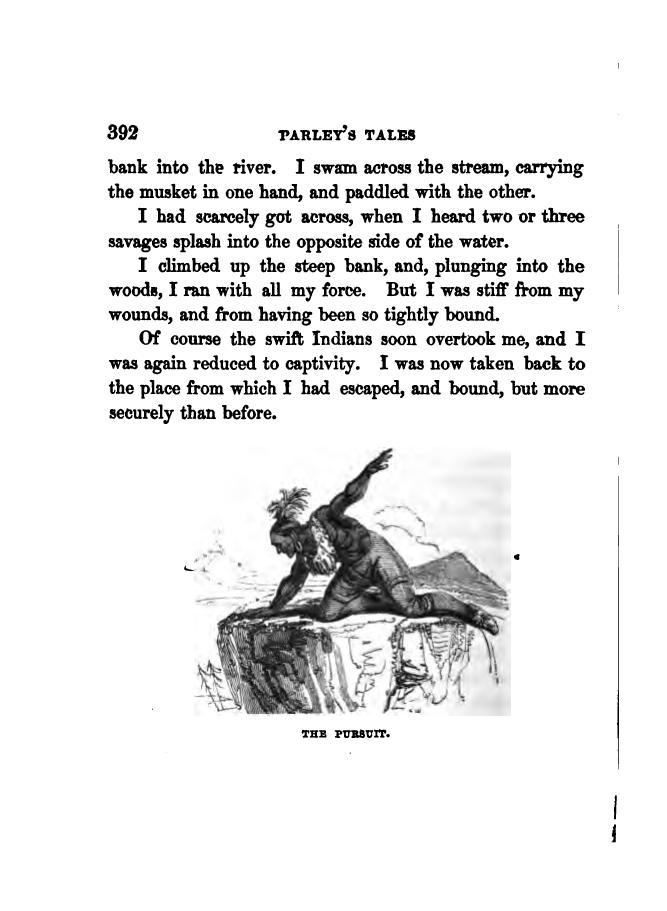 392 PARLEY'S TALES
bank into the river. I swam across the stream, carrying
the musket in one hand, and paddled with the other.
I had scarcely got across, when I heard two or three
savages splash into the opposite side of the water.
I climbed up the steep bank, and, plunging into the
woods, I ran with all my force. But I was stiff from my
wounds, and from having been so tightly bound.
Of course the swift Indians soon overtook me, and I
was again reduced to captivity. I was now taken back to
the place from which I had escaped, and bound, but more
securely than before.
THE PURSUIT.